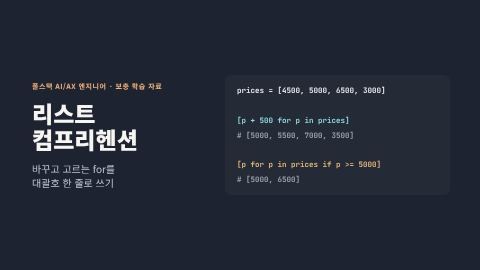 풀스택 AI/AX 엔지니어 · 보충 학습 자료
리스트
컴프리헨션
바꾸고 고르는 for를
대괄호 한 줄로 쓰기
prices = [4500, 5000, 6500, 3000]
[p + 500 for p in prices]
# [5000, 5500, 7000, 3500]
[p for p in prices if p >= 5000]
# [5000, 6500]